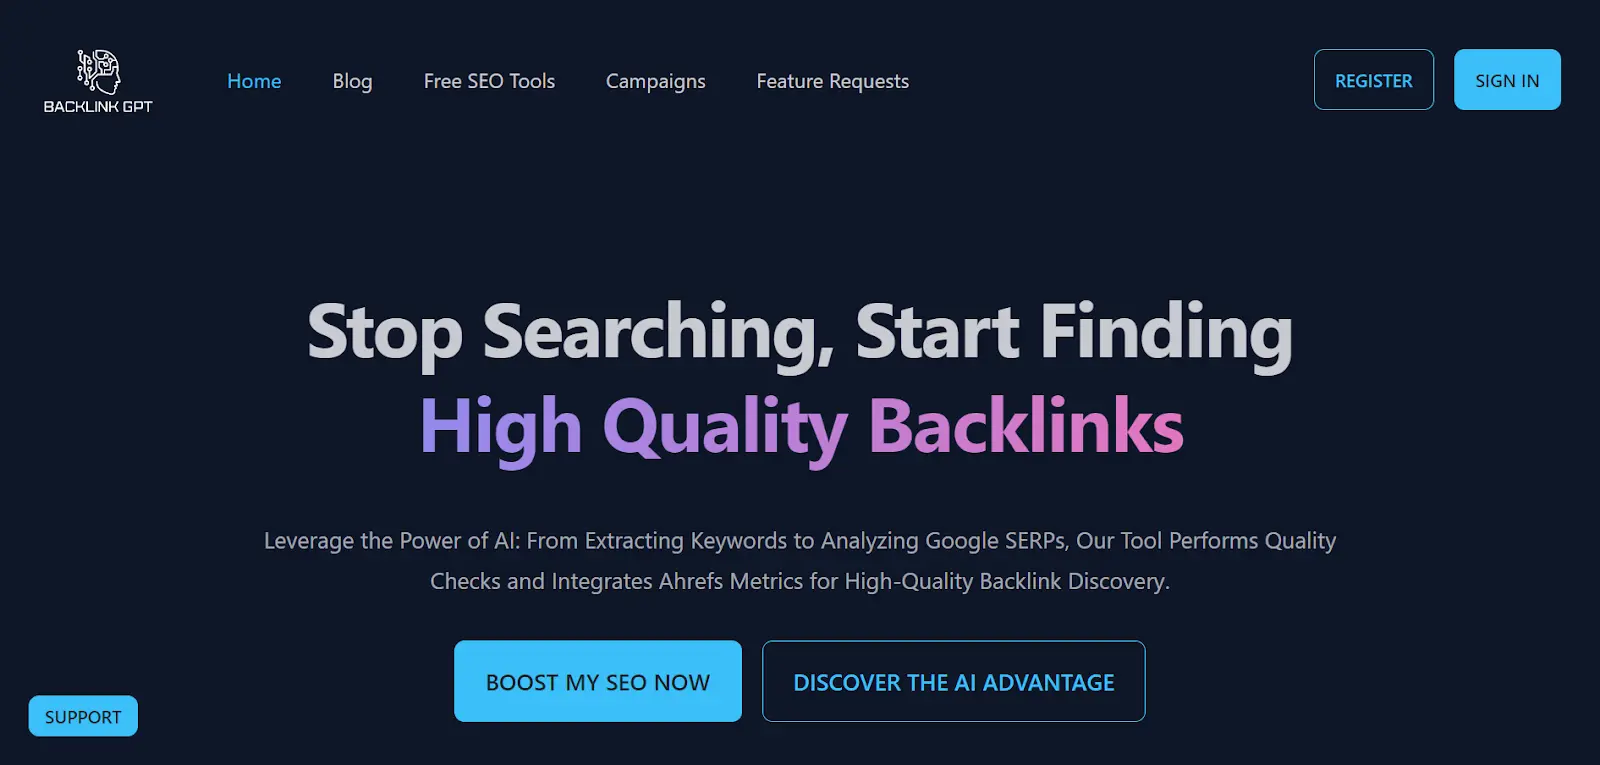 BACKLINK GPT
Home
Blog
Free SEO Tools
Campaigns
Feature Requests
REGISTER
SIGN IN
Stop Searching, Start Finding
High Quality Backlinks
Leverage the Power of AI: From Extracting Keywords to Analyzing Google SERPs, Our Tool Performs Quality
Checks and Integrates Ahrefs Metrics for High-Quality Backlink Discovery.
BOOST MY SEO NOW
DISCOVER THE AI ADVANTAGE
SUPPORT